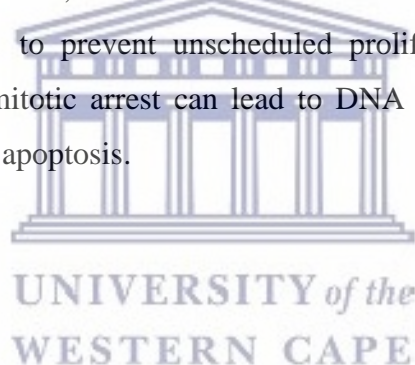 to prevent unscheduled prolif
mitotic arrest can lead to DNA
apoptosis.
UNIVERSITY of the
WESTERN CAPE